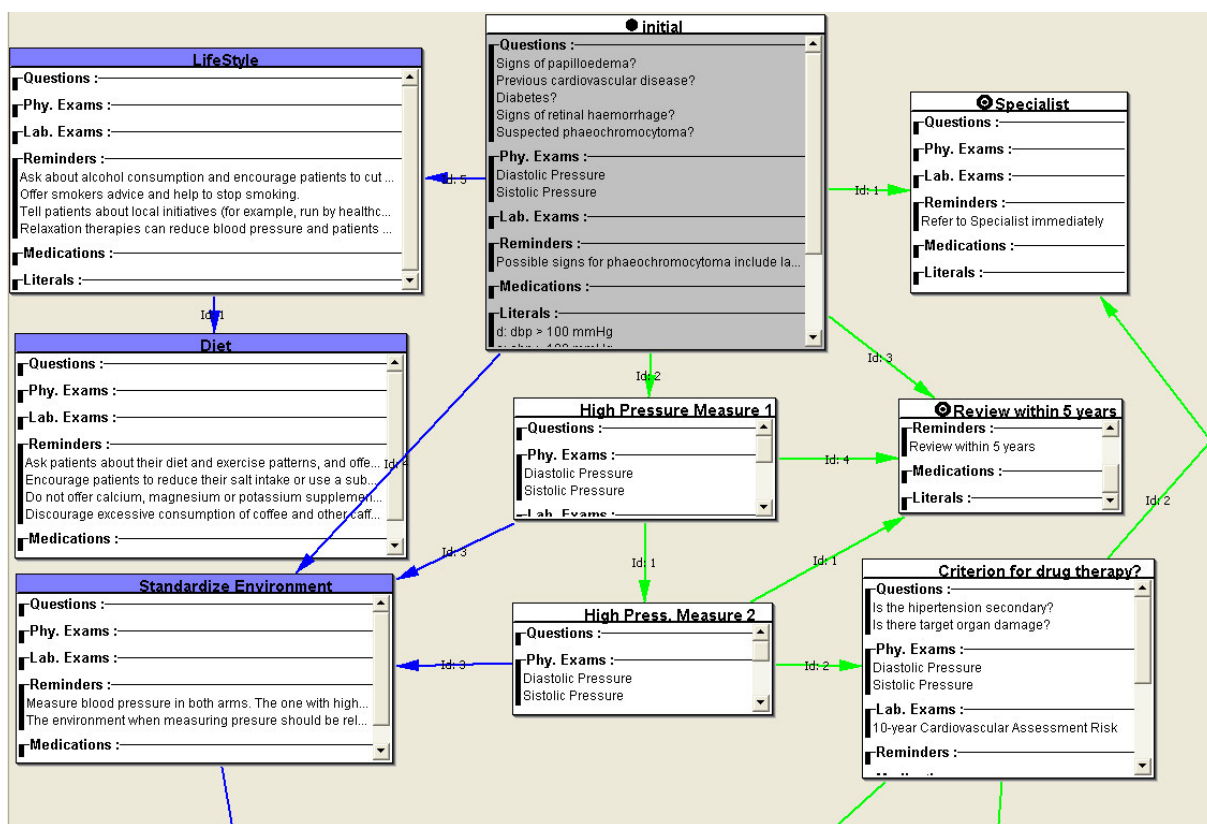 LifeStyle
Questions :
Phy. Exams :
Lab. Exams :
Reminders :
Ask about alcohol consumption and encourage patients to cut ...
Offer smokers advice and help to stop smoking.
Tell patients about local initiatives (for example, run by healthc...
Relaxation therapies can reduce blood pressure and patients ...
Medications :
Literals :
Id: 1
Diet
Questions :
Phy. Exams :
Lab. Exams :
Reminders :
Ask patients about their diet and exercise patterns, and offe...
Encourage patients to reduce their salt intake or use a sub...
Do not offer calcium, magnesium or potassium supplemen...
Discourage excessive consumption of coffee and other caff...
Medications :
Id: 4
Standardize Environment
Questions :
Phy. Exams :
Lab. Exams :
Reminders :
Measure blood pressure in both arms. The one with high...
The environment when measuring presure should be rel...
Medications :
initial
Questions :
Signs of papilloedema?
Previous cardiovascular disease?
Diabetes?
Signs of retinal haemorrhage?
Suspected phaeochromocytoma?
Phy. Exams :
Diastolic Pressure
Sistolic Pressure
Lab. Exams :
Reminders :
Possible signs for phaeochromocytoma include la...
Medications :
Literals :
d: dbp > 100 mmHg
Id: 5
Id: 1
Id: 2
Id: 3
High Pressure Measure 1
Questions :
Phy. Exams :
Diastolic Pressure
Sistolic Pressure
Lab. Exams :
Id: 4
Id: 3
Id: 1
High Press. Measure 2
Questions :
Phy. Exams :
Diastolic Pressure
Sistolic Pressure
Id: 3
Id: 1
Id: 2
Specialist
Questions :
Phy. Exams :
Lab. Exams :
Reminders :
Refer to Specialist immediately
Medications :
Literals :
Review within 5 years
Reminders :
Review within 5 years
Medications :
Literals :
Id: 2
Criterion for drug therapy?
Questions :
Is the hipertension secondary?
Is there target organ damage?
Phy. Exams :
Diastolic Pressure
Sistolic Pressure
Lab. Exams :
10-year Cardiovascular Assessment Risk
Reminders :